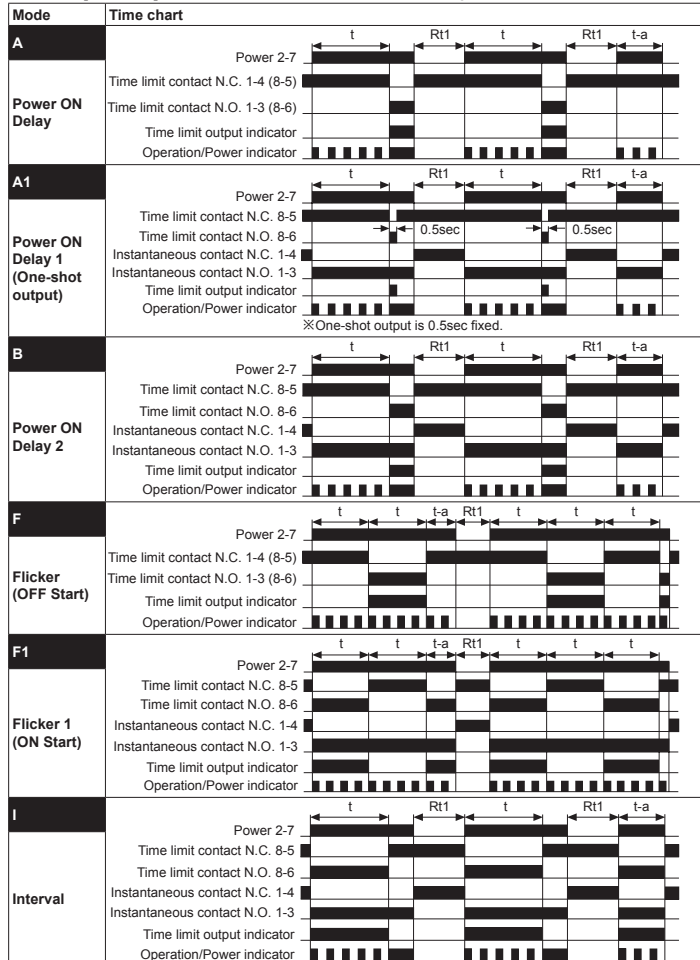 Mode Time chart
A
t Rt1 t Rt1 t-a
Power 2-7
Time limit contact N.C. 1-4 (8-5)
Power ON
Delay
Time limit contact N.O. 1-3 (8-6)
Time limit output indicator
Operation/Power indicator
A1
t Rt1 t Rt1 t-a
Power 2-7
Time limit contact N.C. 8-5
Power ON
Delay 1
(One-shot
output)
Time limit contact N.O. 8-6 0.5sec 0.5sec
Instantaneous contact N.C. 1-4
Instantaneous contact N.O. 1-3
Time limit output indicator
Operation/Power indicator
※One-shot output is 0.5sec fixed.
B
t Rt1 t Rt1 t-a
Power 2-7
Time limit contact N.C. 8-5
Power ON
Delay 2
Time limit contact N.O. 8-6
Instantaneous contact N.C. 1-4
Instantaneous contact N.O. 1-3
Time limit output indicator
Operation/Power indicator
F
t t t-a Rt1 t t t
Power 2-7
Time limit contact N.C. 1-4 (8-5)
Flicker
(OFF Start)
Time limit contact N.O. 1-3 (8-6)
Time limit output indicator
Operation/Power indicator
F1
t t t-a Rt1 t t t
Power 2-7
Time limit contact N.C. 8-5
Flicker 1
(ON Start)
Time limit contact N.O. 8-6
Instantaneous contact N.C. 1-4
Instantaneous contact N.O. 1-3
Time limit output indicator
Operation/Power indicator
I
t Rt1 t Rt1 t-a
Power 2-7
Time limit contact N.C. 8-5
Interval
Time limit contact N.O. 8-6
Instantaneous contact N.C. 1-4
Instantaneous contact N.O. 1-3
Time limit output indicator
Operation/Power indicator